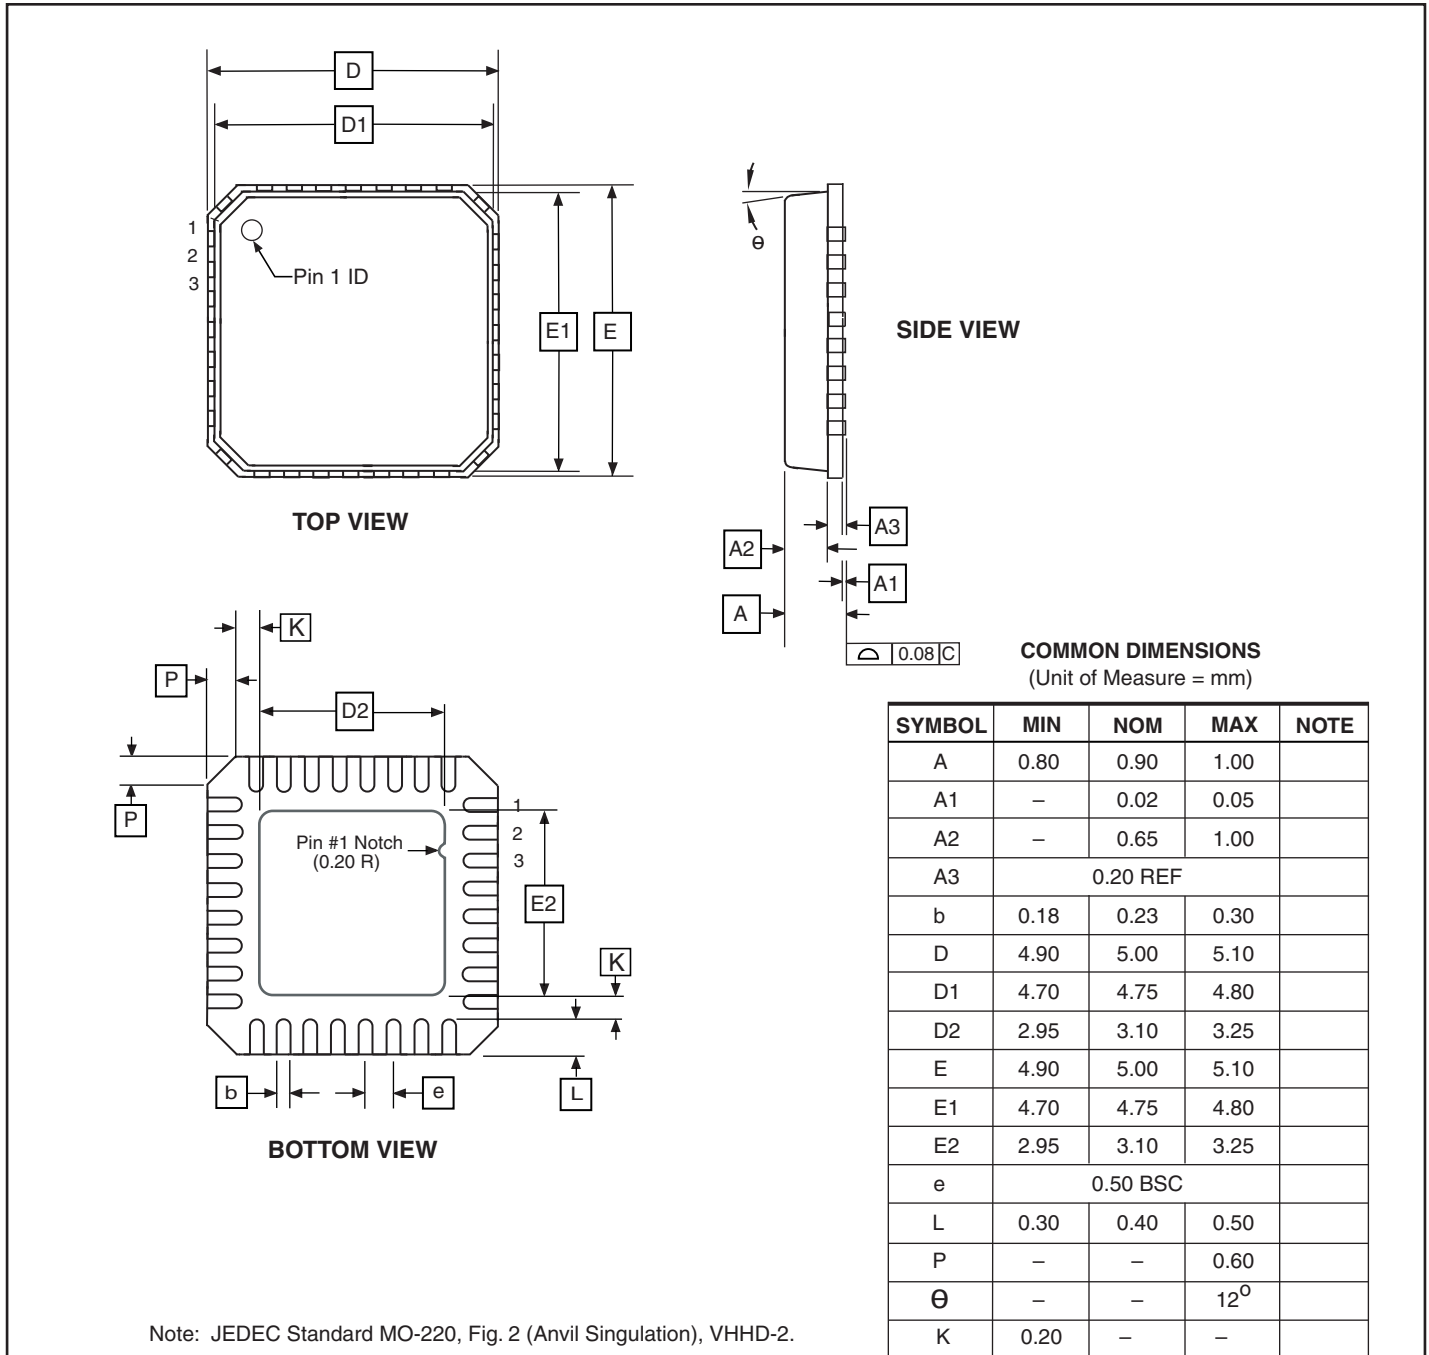 D
D1
1
2
3
Pin 1 ID
E1
E
TOP VIEW
Θ
SIDE VIEW
A3
A2
A1
A
0.08 C
K
P
D2
P
1
2
3
Pin #1 Notch
(0.20 R)
E2
K
b
e
L
BOTTOM VIEW
COMMON DIMENSIONS
(Unit of Measure = mm)
SYMBOL MIN NOM MAX NOTE
A 0.80 0.90 1.00
A1 – 0.02 0.05
A2 – 0.65 1.00
A3 0.20 REF
b 0.18 0.23 0.30
D 4.90 5.00 5.10
D1 4.70 4.75 4.80
D2 2.95 3.10 3.25
E 4.90 5.00 5.10
E1 4.70 4.75 4.80
E2 2.95 3.10 3.25
e 0.50 BSC
L 0.30 0.40 0.50
P – – 0.60
Θ – – 12o
K 0.20 – –
Note: JEDEC Standard MO-220, Fig. 2 (Anvil Singulation), VHHD-2.